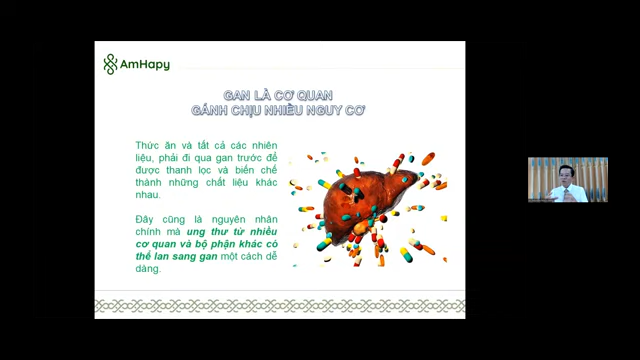 AmHapy
GAN LÀ CƠ QUAN
GÁNH CHỊU NHIỀU NGUY CƠ
Thức ăn và tất cả các nhiên
liệu, phải đi qua gan trước để
được thanh lọc và biến chế
thành những chất liệu khác
nhau.
Đây cũng là nguyên nhân
chính mà ung thư từ nhiều
cơ quan và bộ phận khác có
thể lan sang gan một cách dễ
dàng.